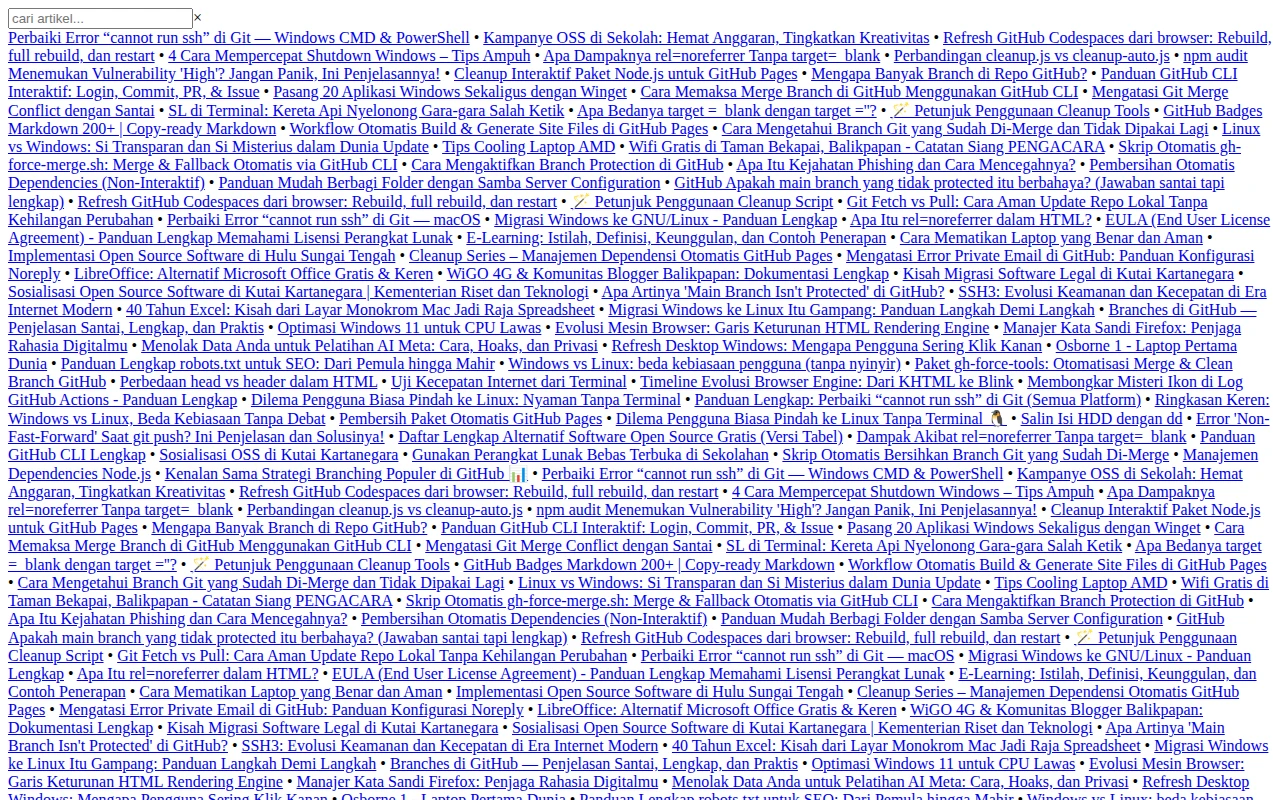 cari artikel... ×
Perbaiki Error “cannot run ssh” di Git — Windows CMD & PowerShell • Kampanye OSS di Sekolah: Hemat Anggaran, Tingkatkan Kreativitas • Refresh GitHub Codespaces dari browser: Rebuild,
full rebuild, dan restart • 4 Cara Mempercepat Shutdown Windows – Tips Ampuh • Apa Dampaknya rel=noreferrer Tanpa target=_blank • Perbandingan cleanup.js vs cleanup-auto.js • npm audit
Menemukan Vulnerability 'High'? Jangan Panik, Ini Penjelasannya! • Cleanup Interaktif Paket Node.js untuk GitHub Pages • Mengapa Banyak Branch di Repo GitHub? • Panduan GitHub CLI
Interaktif: Login, Commit, PR, & Issue • Pasang 20 Aplikasi Windows Sekaligus dengan Winget • Cara Memaksa Merge Branch di GitHub Menggunakan GitHub CLI • Mengatasi Git Merge
Conflict dengan Santai • SL di Terminal: Kereta Api Nyelonong Gara-gara Salah Ketik • Apa Bedanya target =_blank dengan target =''? • 🪄 Petunjuk Penggunaan Cleanup Tools • GitHub Badges
Markdown 200+ | Copy-ready Markdown • Workflow Otomatis Build & Generate Site Files di GitHub Pages • Cara Mengetahui Branch Git yang Sudah Di-Merge dan Tidak Dipakai Lagi • Linux
vs Windows: Si Transparan dan Si Misterius dalam Dunia Update • Tips Cooling Laptop AMD • Wifi Gratis di Taman Bekapai, Balikpapan - Catatan Siang PENGACARA • Skrip Otomatis gh-
force-merge.sh: Merge & Fallback Otomatis via GitHub CLI • Cara Mengaktifkan Branch Protection di GitHub • Apa Itu Kejahatan Phishing dan Cara Mencegahnya? • Pembersihan Otomatis
Dependencies (Non-Interaktif) • Panduan Mudah Berbagi Folder dengan Samba Server Configuration • GitHub Apakah main branch yang tidak protected itu berbahaya? (Jawaban santai tapi
lengkap) • Refresh GitHub Codespaces dari browser: Rebuild, full rebuild, dan restart • 🪄 Petunjuk Penggunaan Cleanup Script • Git Fetch vs Pull: Cara Aman Update Repo Lokal Tanpa
Kehilangan Perubahan • Perbaiki Error “cannot run ssh” di Git — macOS • Migrasi Windows ke GNU/Linux - Panduan Lengkap • Apa Itu rel=noreferrer dalam HTML? • EULA (End User License
Agreement) - Panduan Lengkap Memahami Lisensi Perangkat Lunak • E-Learning: Istilah, Definisi, Keunggulan, dan Contoh Penerapan • Cara Mematikan Laptop yang Benar dan Aman •
Implementasi Open Source Software di Hulu Sungai Tengah • Cleanup Series – Manajemen Dependensi Otomatis GitHub Pages • Mengatasi Error Private Email di GitHub: Panduan Konfigurasi
Noreply • LibreOffice: Alternatif Microsoft Office Gratis & Keren • WiGO 4G & Komunitas Blogger Balikpapan: Dokumentasi Lengkap • Kisah Migrasi Software Legal di Kutai Kartanegara •
Sosialisasi Open Source Software di Kutai Kartanegara | Kementerian Riset dan Teknologi • Apa Artinya 'Main Branch Isn't Protected' di GitHub? • SSH3: Evolusi Keamanan dan Kecepatan di Era
Internet Modern • 40 Tahun Excel: Kisah dari Layar Monokrom Mac Jadi Raja Spreadsheet • Migrasi Windows ke Linux Itu Gampang: Panduan Langkah Demi Langkah • Branches di GitHub —
Penjelasan Santai, Lengkap, dan Praktis • Optimasi Windows 11 untuk CPU Lawas • Evolusi Mesin Browser: Garis Keturunan HTML Rendering Engine • Manajer Kata Sandi Firefox: Penjaga
Rahasia Digitalmu • Menolak Data Anda untuk Pelatihan AI Meta: Cara, Hoaks, dan Privasi • Refresh Desktop Windows: Mengapa Pengguna Sering Klik Kanan • Osborne 1 - Laptop Pertama
Dunia • Panduan Lengkap robots.txt untuk SEO: Dari Pemula hingga Mahir • Windows vs Linux: beda kebiasaan pengguna (tanpa nyinyir) • Paket gh-force-tools: Otomatisasi Merge & Clean
Branch GitHub • Perbedaan head vs header dalam HTML • Uji Kecepatan Internet dari Terminal • Timeline Evolusi Browser Engine: Dari KHTML ke Blink • Membongkar Misteri Ikon di Log
GitHub Actions - Panduan Lengkap • Dilema Pengguna Biasa Pindah ke Linux: Nyaman Tanpa Terminal • Panduan Lengkap: Perbaiki “cannot run ssh” di Git (Semua Platform) • Ringkasan Keren:
Windows vs Linux, Beda Kebiasaan Tanpa Debat • Pembersih Paket Otomatis GitHub Pages • Dilema Pengguna Biasa Pindah ke Linux Tanpa Terminal 🐧 • Salin Isi HDD dengan dd • Error 'Non-
Fast-Forward' Saat git push? Ini Penjelasan dan Solusinya! • Daftar Lengkap Alternatif Software Open Source Gratis (Versi Tabel) • Dampak Akibat rel=noreferrer Tanpa target=_blank • Panduan
GitHub CLI Lengkap • Sosialisasi OSS di Kutai Kartanegara • Gunakan Perangkat Lunak Bebas Terbuka di Sekolahan • Skrip Otomatis Bersihkan Branch Git yang Sudah Di-Merge • Manajemen
Dependencies Node.js • Kenalan Sama Strategi Branching Populer di GitHub 📊 • Perbaiki Error “cannot run ssh” di Git — Windows CMD & PowerShell • Kampanye OSS di Sekolah: Hemat
Anggaran, Tingkatkan Kreativitas • Refresh GitHub Codespaces dari browser: Rebuild, full rebuild, dan restart • 4 Cara Mempercepat Shutdown Windows – Tips Ampuh • Apa Dampaknya
rel=noreferrer Tanpa target=_blank • Perbandingan cleanup.js vs cleanup-auto.js • npm audit Menemukan Vulnerability 'High'? Jangan Panik, Ini Penjelasannya! • Cleanup Interaktif Paket Node.js
untuk GitHub Pages • Mengapa Banyak Branch di Repo GitHub? • Panduan GitHub CLI Interaktif: Login, Commit, PR, & Issue • Pasang 20 Aplikasi Windows Sekaligus dengan Winget • Cara
Memaksa Merge Branch di GitHub Menggunakan GitHub CLI • Mengatasi Git Merge Conflict dengan Santai • SL di Terminal: Kereta Api Nyelonong Gara-gara Salah Ketik • Apa Bedanya target
=_blank dengan target =''? • 🪄 Petunjuk Penggunaan Cleanup Tools • GitHub Badges Markdown 200+ | Copy-ready Markdown • Workflow Otomatis Build & Generate Site Files di GitHub Pages
• Cara Mengetahui Branch Git yang Sudah Di-Merge dan Tidak Dipakai Lagi • Linux vs Windows: Si Transparan dan Si Misterius dalam Dunia Update • Tips Cooling Laptop AMD • Wifi Gratis di
Taman Bekapai, Balikpapan - Catatan Siang PENGACARA • Skrip Otomatis gh-force-merge.sh: Merge & Fallback Otomatis via GitHub CLI • Cara Mengaktifkan Branch Protection di GitHub •
Apa Itu Kejahatan Phishing dan Cara Mencegahnya? • Pembersihan Otomatis Dependencies (Non-Interaktif) • Panduan Mudah Berbagi Folder dengan Samba Server Configuration • GitHub
Apakah main branch yang tidak protected itu berbahaya? (Jawaban santai tapi lengkap) • Refresh GitHub Codespaces dari browser: Rebuild, full rebuild, dan restart • 🪄 Petunjuk Penggunaan
Cleanup Script • Git Fetch vs Pull: Cara Aman Update Repo Lokal Tanpa Kehilangan Perubahan • Perbaiki Error “cannot run ssh” di Git — macOS • Migrasi Windows ke GNU/Linux - Panduan
Lengkap • Apa Itu rel=noreferrer dalam HTML? • EULA (End User License Agreement) - Panduan Lengkap Memahami Lisensi Perangkat Lunak • E-Learning: Istilah, Definisi, Keunggulan, dan
Contoh Penerapan • Cara Mematikan Laptop yang Benar dan Aman • Implementasi Open Source Software di Hulu Sungai Tengah • Cleanup Series – Manajemen Dependensi Otomatis GitHub
Pages • Mengatasi Error Private Email di GitHub: Panduan Konfigurasi Noreply • LibreOffice: Alternatif Microsoft Office Gratis & Keren • WiGO 4G & Komunitas Blogger Balikpapan:
Dokumentasi Lengkap • Kisah Migrasi Software Legal di Kutai Kartanegara • Sosialisasi Open Source Software di Kutai Kartanegara | Kementerian Riset dan Teknologi • Apa Artinya 'Main
Branch Isn't Protected' di GitHub? • SSH3: Evolusi Keamanan dan Kecepatan di Era Internet Modern • 40 Tahun Excel: Kisah dari Layar Monokrom Mac Jadi Raja Spreadsheet • Migrasi Windows
ke Linux Itu Gampang: Panduan Langkah Demi Langkah • Branches di GitHub — Penjelasan Santai, Lengkap, dan Praktis • Optimasi Windows 11 untuk CPU Lawas • Evolusi Mesin Browser:
Garis Keturunan HTML Rendering Engine • Manajer Kata Sandi Firefox: Penjaga Rahasia Digitalmu • Menolak Data Anda untuk Pelatihan AI Meta: Cara, Hoaks, dan Privasi • Refresh Desktop
Windows: Mengapa Pengguna Sering Klik Kanan • Osborne 1 - Laptop Pertama Dunia • Panduan Lengkap robots.txt untuk SEO: Dari Pemula hingga Mahir • Windows vs Linux: beda kebiasaan